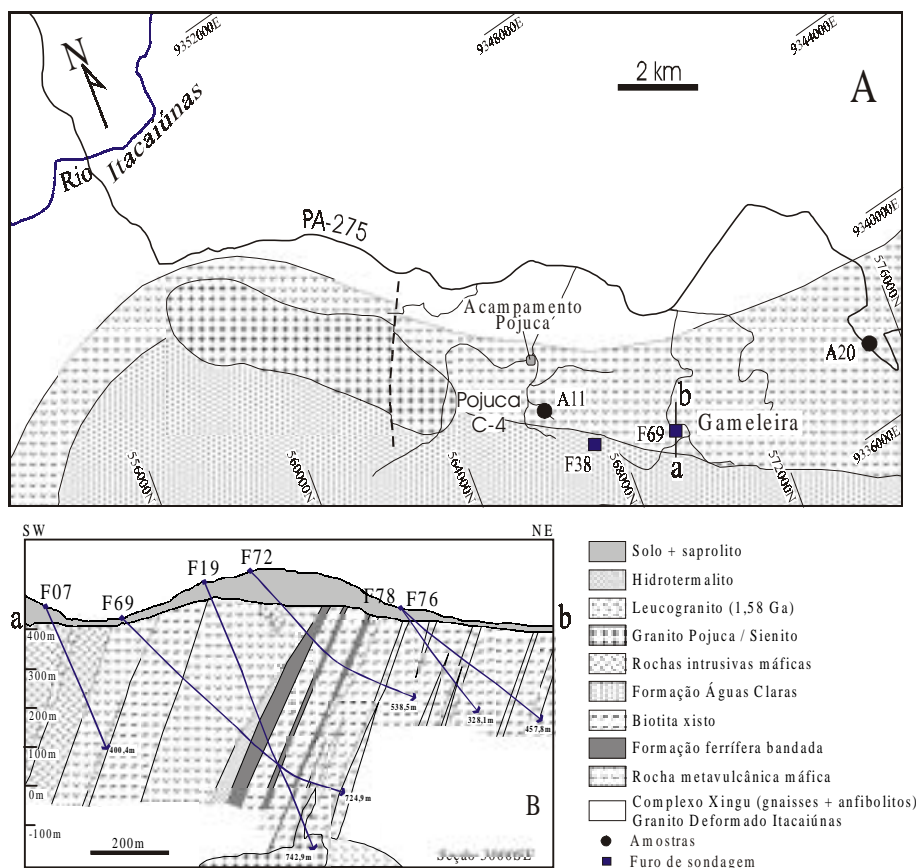 9352000E
9348000E
9344000E
N
2 km
A
Rio Itacaiúnas
PA-275
9340000E
576000N
Acampamento
Pojuca
A20
Pojuca
C-4
A11
b
F69
Gameleira
F38
a
9336000E
556000N
560000N
564000N
568000N
572000N
SW
NE
F07
F69
F19
F72
F78
F76
a
b
400m
300m
200m
100m
0m
-100m
400,4m
538,5m
328,1m
457,8m
724,9m
742,9m
B
200m
Solo + saprolito
Hidrotermalito
Leucogranito (1,58 Ga)
Granito Pojuca / Sienito
Rochas intrusivas máficas
Formação Águas Claras
Biotita xisto
Formação ferrífera bandada
Rocha metavulcânica máfica
Complexo Xingu (gnaisses + anfibolitos)
Granito Deformado Itacaiúnas
Amostras
Furo de sondagem